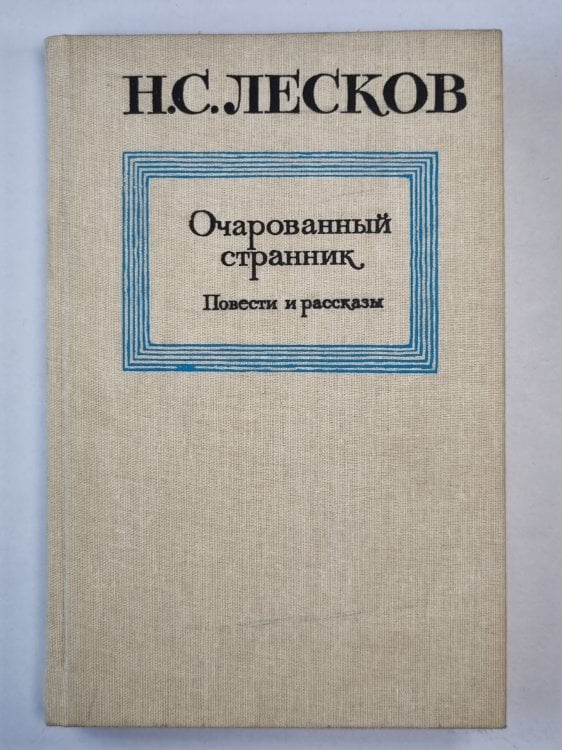 Н.С.ЛЕСКОВ
Очарованный
странник
Повести и рассказы